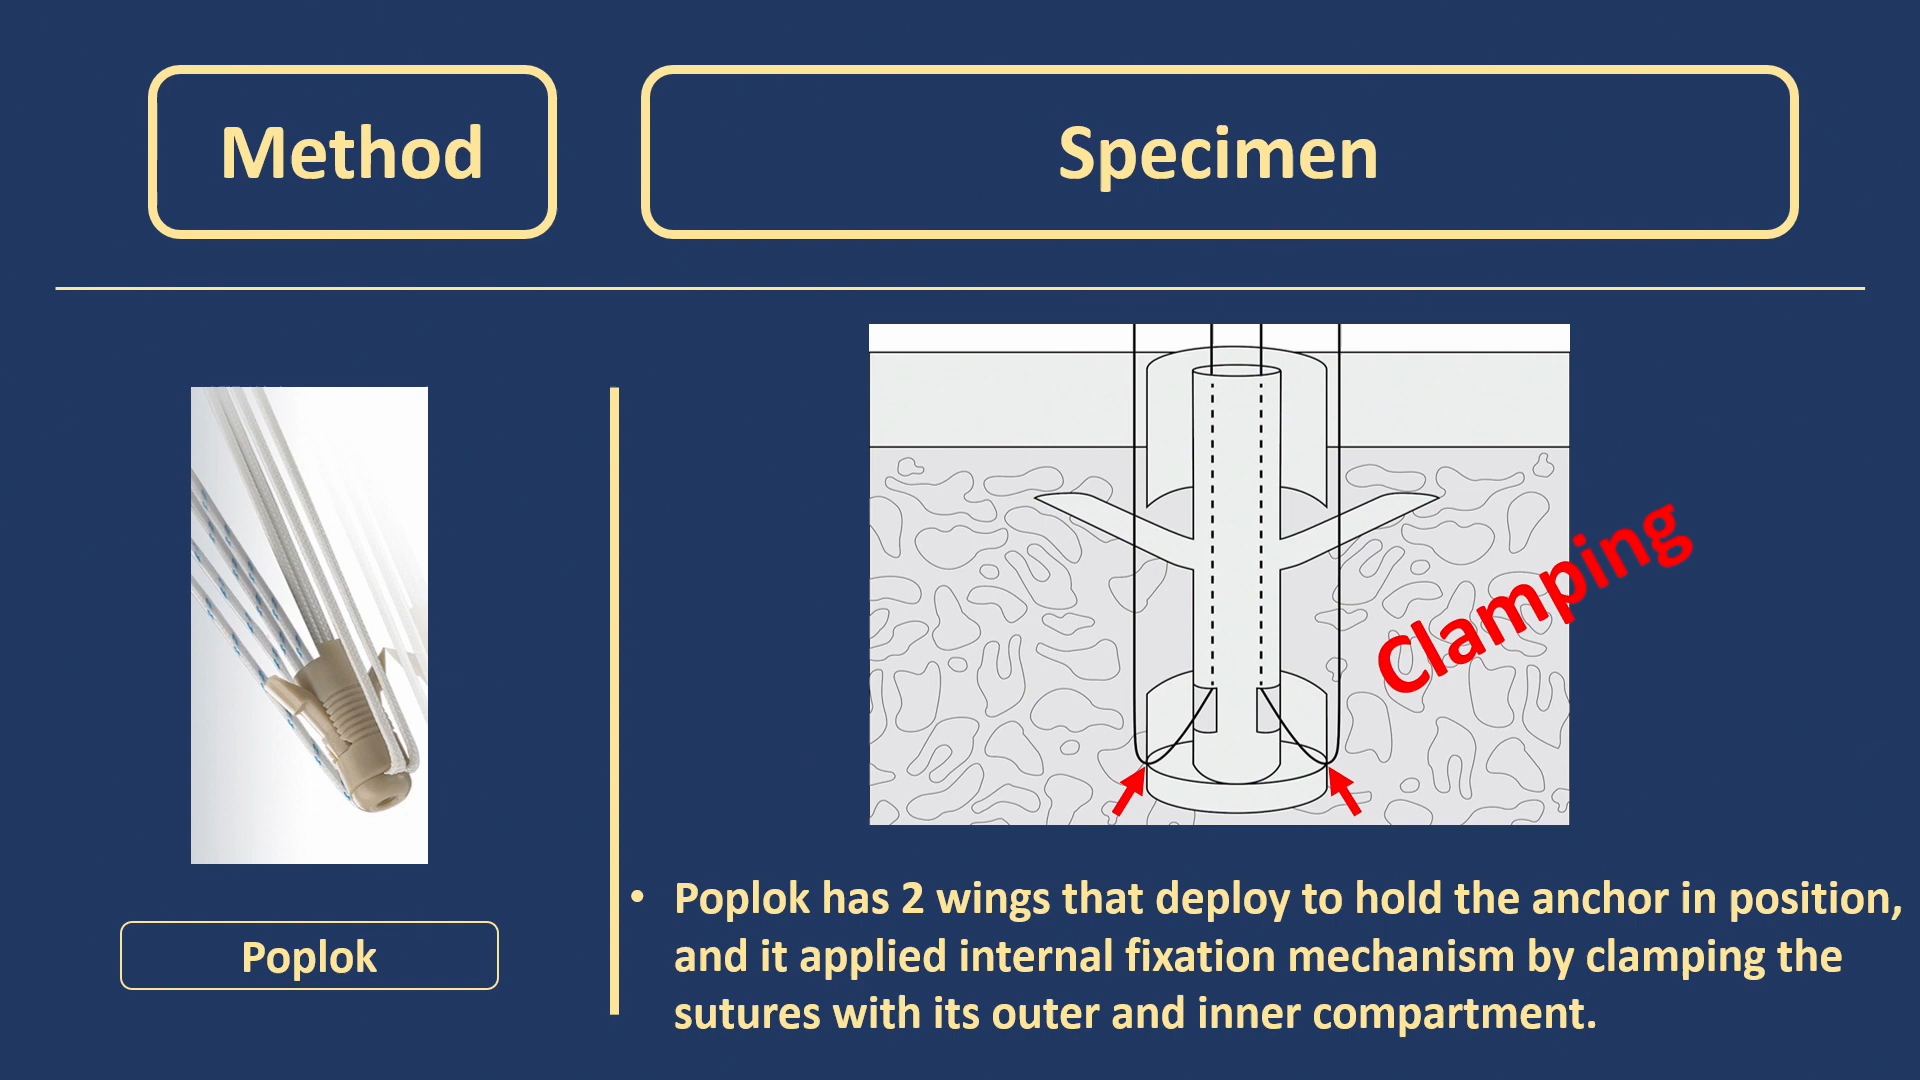 Method
Specimen
Clamping
Poplok
• Poplok has 2 wings that deploy to hold the anchor in position,
and it applied internal fixation mechanism by clamping the
sutures with its outer and inner compartment.